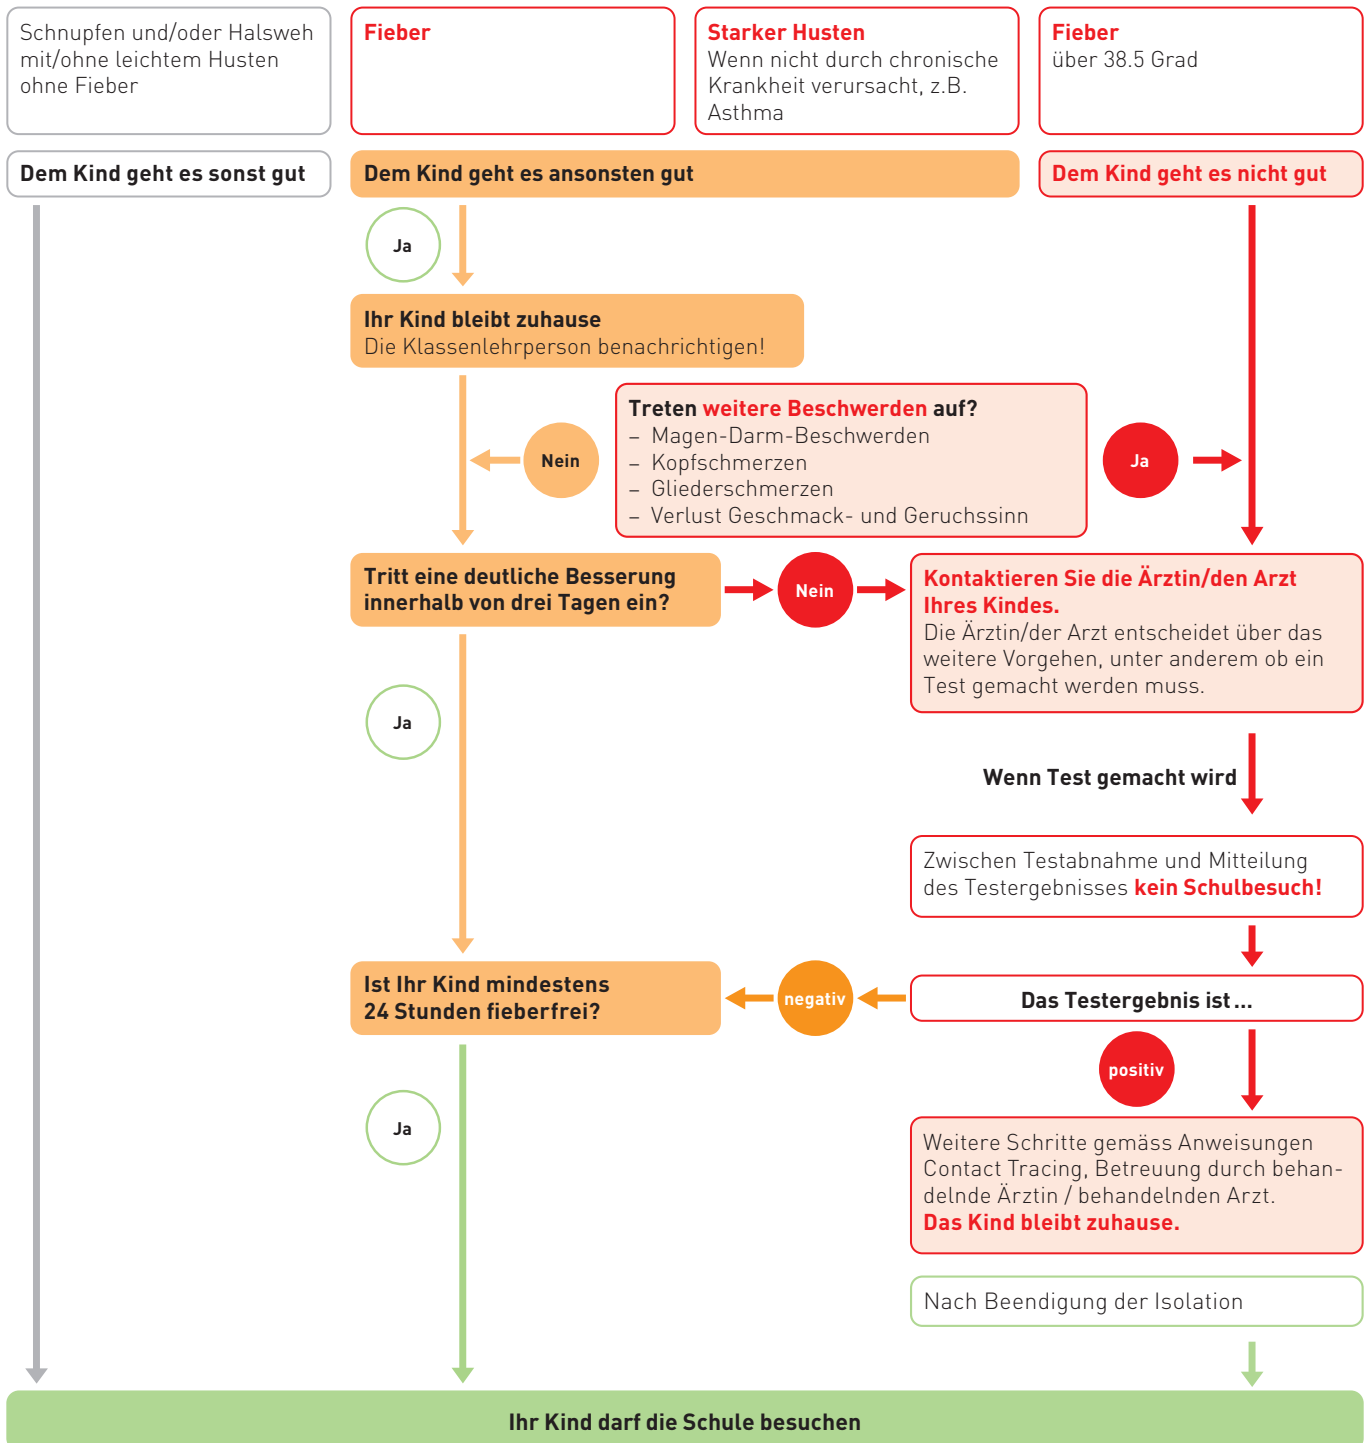 Schnupfen und/oder Halsweh
mit/ohne leichtem Husten
ohne Fieber
Fieber
Starker Husten
Wenn nicht durch chronische
Krankheit verursacht, z.B.
Asthma
Fieber
über 38.5 Grad
Dem Kind geht es sonst gut
Dem Kind geht es ansonsten gut
Dem Kind geht es nicht gut
Ja
Ihr Kind bleibt zuhause
Die Klassenlehrperson benachrichtigen!
Treten weitere Beschwerden auf?
– Magen-Darm-Beschwerden
– Kopfschmerzen
– Gliederschmerzen
– Verlust Geschmack- und Geruchssinn
Nein
Ja
Tritt eine deutliche Besserung
innerhalb von drei Tagen ein?
Nein
Kontaktieren Sie die Ärztin/den Arzt
Ihres Kindes.
Die Ärztin/der Arzt entscheidet über das
weitere Vorgehen, unter anderem ob ein
Test gemacht werden muss.
Ja
Wenn Test gemacht wird
Zwischen Testabnahme und Mitteilung
des Testergebnisses kein Schulbesuch!
Ist Ihr Kind mindestens
24 Stunden fieberfrei?
negativ
Das Testergebnis ist ...
positiv
Ja
Weitere Schritte gemäss Anweisungen
Contact Tracing, Betreuung durch behan-
delnde Ärztin / behandelnden Arzt.
Das Kind bleibt zuhause.
Nach Beendigung der Isolation
Ihr Kind darf die Schule besuchen